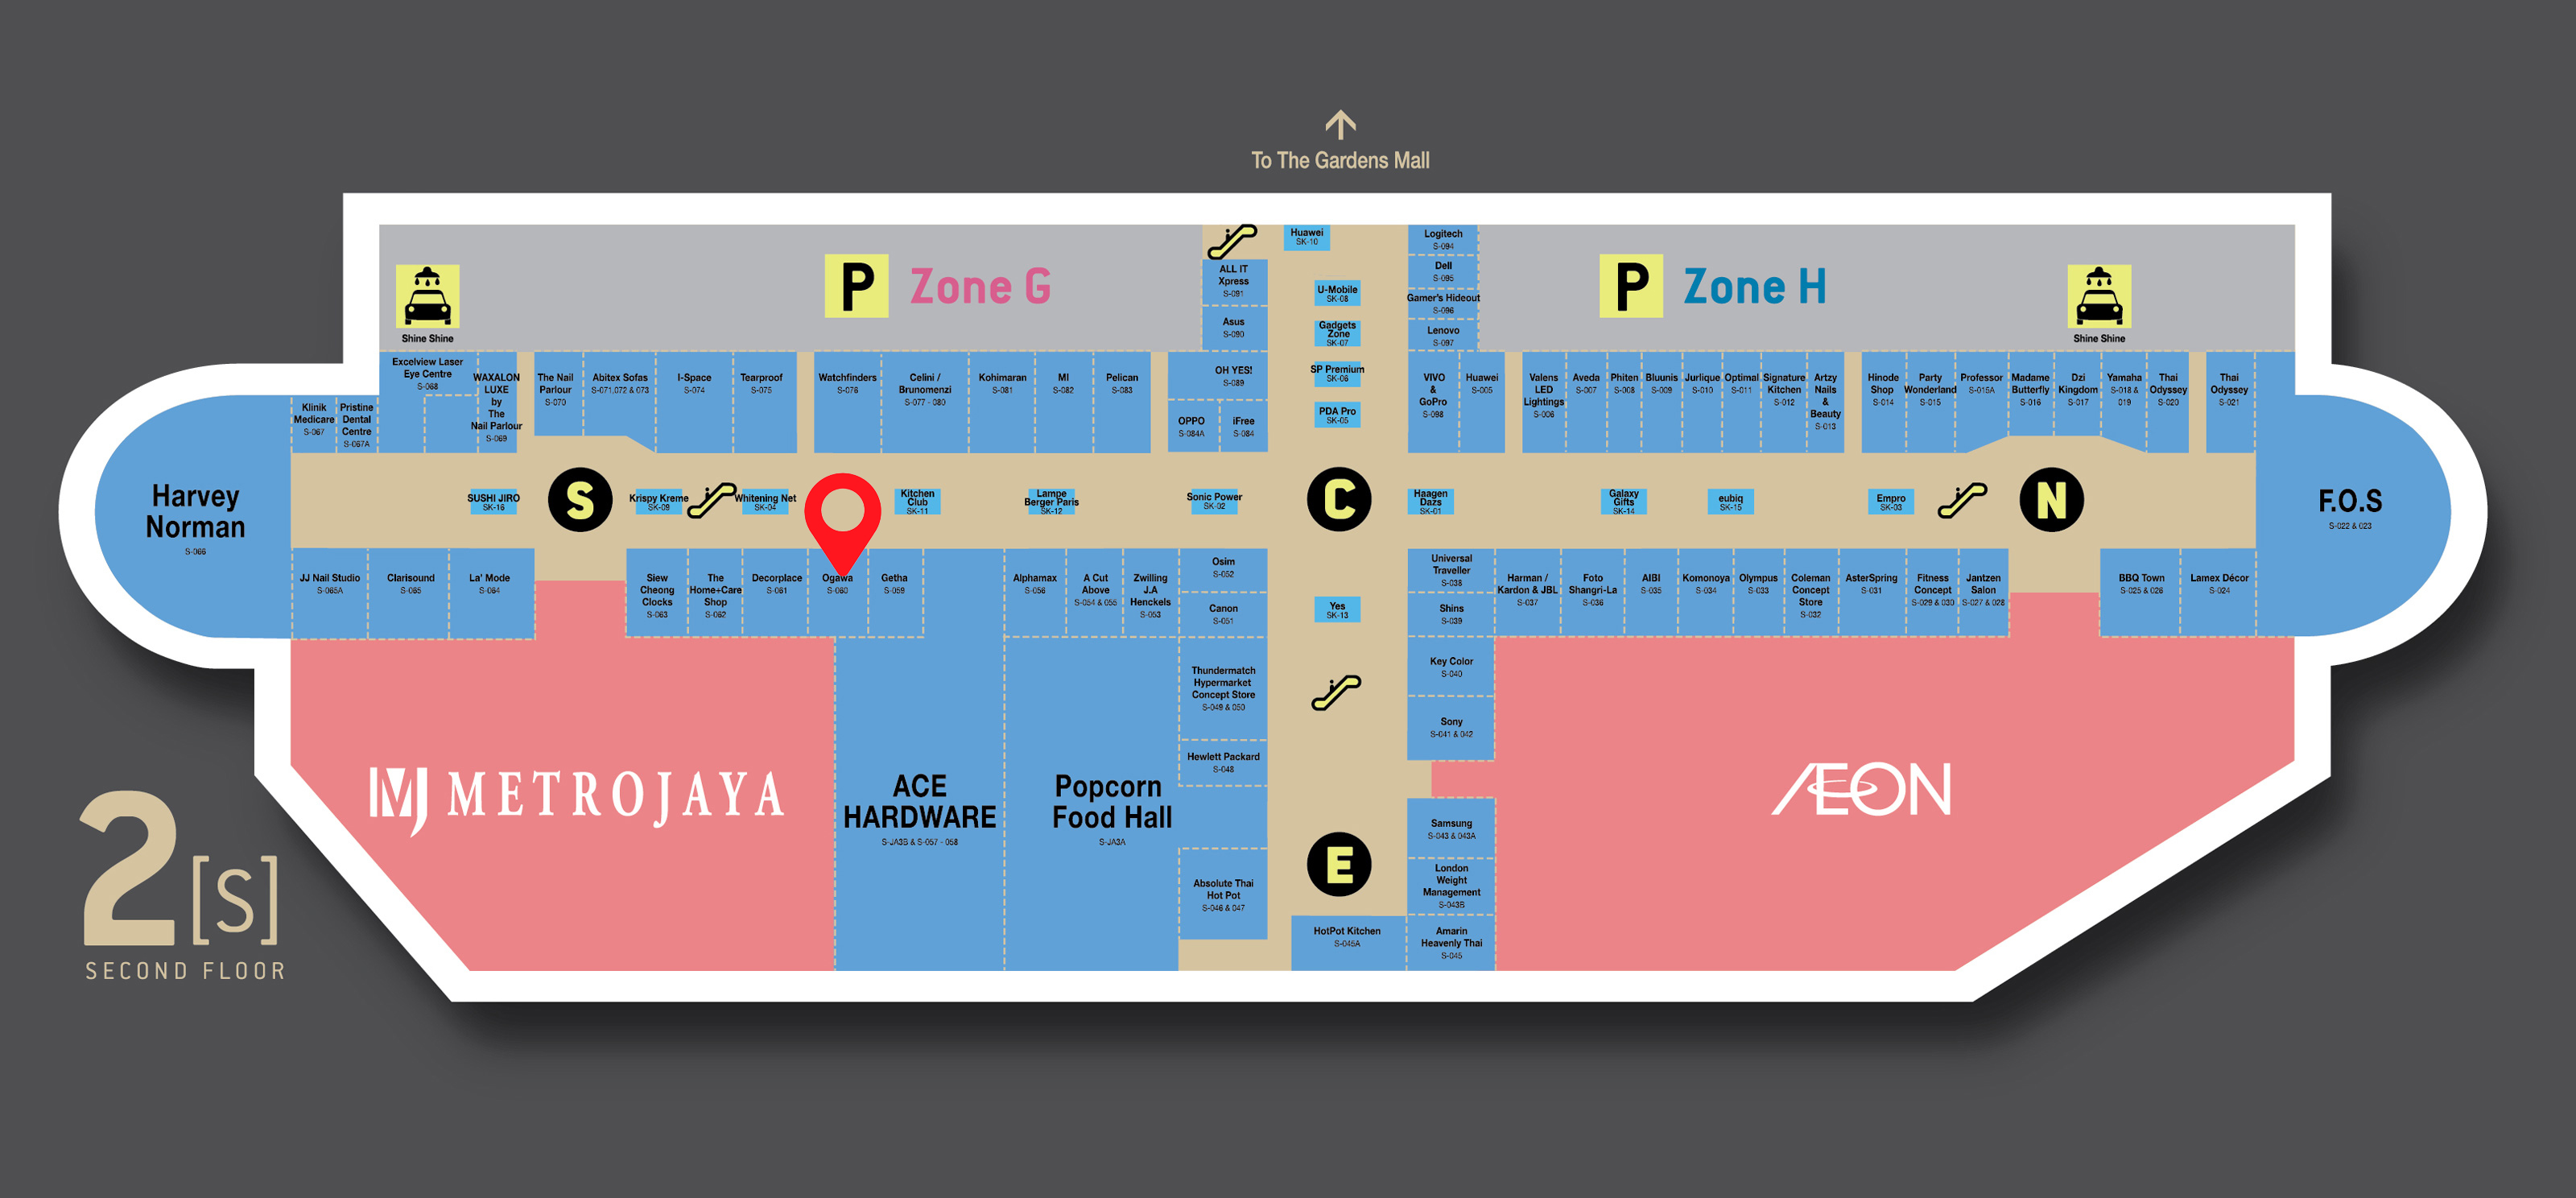 To The Gardens Mall
Huawei
SK-10
Logitech
S-094
ALL IT
Xpress
S-091
Dell
S-095
U-Mobile
SK-08
Gamer's Hideout
S-096
P Zone G
P Zone H
Shine Shine
Shine Shine
Asus
S-090
Gadgets
Zone
SK-07
Lenovo
S-097
Excelview Laser
Eye Centre
S-068
WAXALON
LUXE
by
The
Nail Parlour
S-069
The Nail
Parlour
S-070
Abitex Sofas
S-071,072 & 073
I-Space
S-074
Tearproof
S-075
Watchfinders
S-076
Celini /
Brunomenzi
S-077 - 080
Kohimaran
S-081
MI
S-082
Pelican
S-083
OH YES!
S-089
SP Premium
SK-06
VIVO
&
GoPro
S-098
Huawei
S-005
Valens
LED
Lightings
S-006
Aveda
S-007
Phiten
S-008
Bluunis
S-009
Jurlique
S-010
Optimal
S-011
Signature
Kitchen
S-012
Artzy
Nails
&
Beauty
S-013
Hinode
Shop
S-014
Party
Wonderland
S-015
Professor
S-015A
Madame
Butterfly
S-016
Dzi
Kingdom
S-017
Yamaha
S-018 &
019
Thai
Odyssey
S-020
Thai
Odyssey
S-021
Klinik
Medicare
S-067
Pristine
Dental
Centre
S-067A
OPPO
S-084A
iFree
S-084
PDA Pro
SK-05
Harvey
Norman
S-066
SUSHI JIRO
SK-16
S
Krispy Kreme
SK-09
Whitening Net
SK-04
Kitchen
Club
SK-11
Lampe
Berger Paris
SK-12
Sonic Power
SK-02
C
Haagen
Dazs
SK-01
Galaxy
Gifts
SK-14
eubiq
SK-15
Empro
SK-03
N
F.O.S
S-022 & 023
JJ Nail Studio
S-065A
Clarisound
S-065
La' Mode
S-064
Siew
Cheong
Clocks
S-063
The
Home+Care
Shop
S-062
Decorplace
S-061
Ogawa
S-060
Getha
S-059
Alphamax
S-056
A Cut
Above
S-054 & 055
Zwilling
J.A
Henckels
S-053
Osim
S-052
Canon
S-051
Yes
SK-13
Universal
Traveller
S-038
Shins
S-039
Harman /
Kardon & JBL
S-037
Foto
Shangri-La
S-036
AIBI
S-035
Komonoya
S-034
Olympus
S-033
Coleman
Concept
Store
S-032
AsterSpring
S-031
Fitness
Concept
S-029 & 030
Jantzen
Salon
S-027 & 028
BBQ Town
S-025 & 026
Lamex Décor
S-024
Thundermatch
Hypermarket
Concept Store
S-049 & 050
Key Color
S-040
Sony
S-041 & 042
Hewlett Packard
S-048
MJ METROJAYA
ACE
HARDWARE
S-JA3B & S-057 - 058
Popcorn
Food Hall
S-JA3A
AEON
Samsung
S-043 & 043A
E
London
Weight
Management
S-043B
Absolute Thai
Hot Pot
S-046 & 047
HotPot Kitchen
S-045A
Amarin
Heavenly Thai
S-045
2[S]
SECOND FLOOR